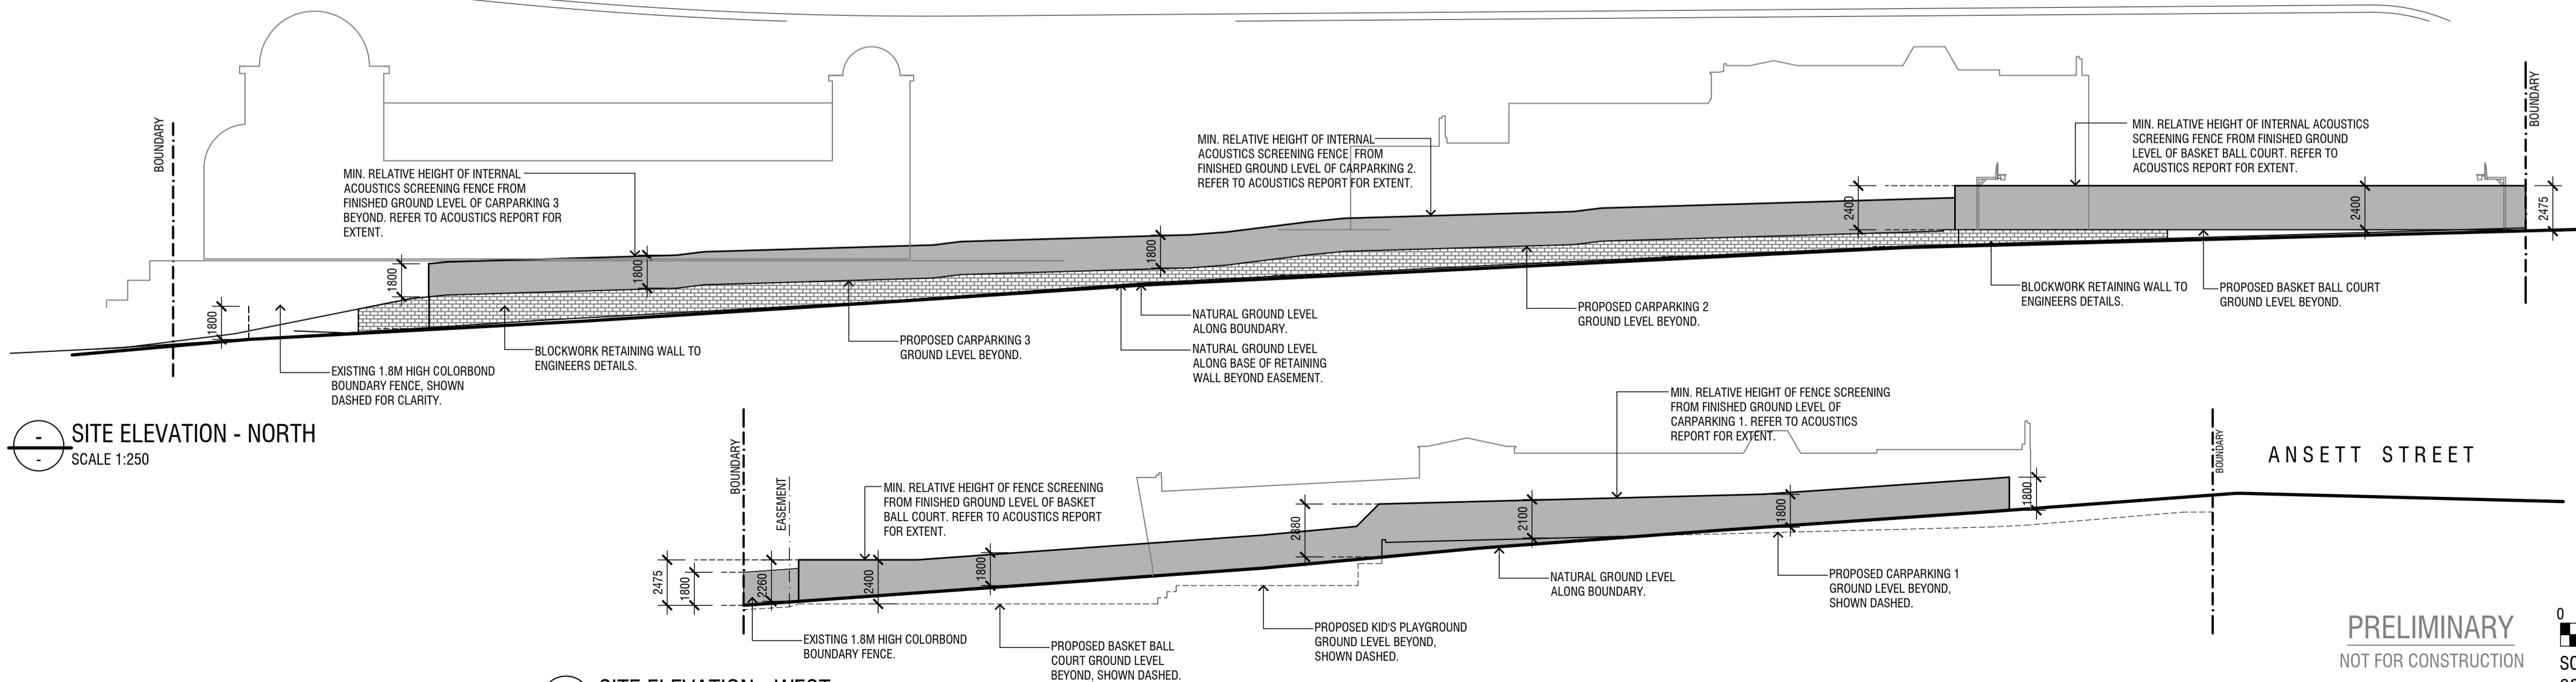 BOUNDARY
MIN. RELATIVE HEIGHT OF INTERNAL
ACOUSTICS SCREENING FENCE FROM
FINISHED GROUND LEVEL OF CARPARKING 3
BEYOND. REFER TO ACOUSTICS REPORT FOR
EXTENT.
MIN. RELATIVE HEIGHT OF INTERNAL
ACOUSTICS SCREENING FENCE FROM
FINISHED GROUND LEVEL OF CARPARKING 2.
REFER TO ACOUSTICS REPORT FOR EXTENT.
MIN. RELATIVE HEIGHT OF INTERNAL ACOUSTICS
SCREENING FENCE FROM FINISHED GROUND
LEVEL OF BASKET BALL COURT. REFER TO
ACOUSTICS REPORT FOR EXTENT.
BOUNDARY
1800
1800
1800
1800
2400
2400
2475
EXISTING 1.8M HIGH COLORBOND
BOUNDARY FENCE, SHOWN
DASHED FOR CLARITY.
BLOCKWORK RETAINING WALL TO
ENGINEERS DETAILS.
PROPOSED CARPARKING 3
GROUND LEVEL BEYOND.
NATURAL GROUND LEVEL
ALONG BOUNDARY.
NATURAL GROUND LEVEL
ALONG BASE OF RETAINING
WALL BEYOND EASEMENT.
PROPOSED CARPARKING 2
GROUND LEVEL BEYOND.
BLOCKWORK RETAINING WALL TO
ENGINEERS DETAILS.
PROPOSED BASKET BALL COURT
GROUND LEVEL BEYOND.
-
-
SITE ELEVATION - NORTH
SCALE 1:250
BOUNDARY
EASEMENT
MIN. RELATIVE HEIGHT OF FENCE SCREENING
FROM FINISHED GROUND LEVEL OF BASKET
BALL COURT. REFER TO ACOUSTICS REPORT
FOR EXTENT.
MIN. RELATIVE HEIGHT OF FENCE SCREENING
FROM FINISHED GROUND LEVEL OF
CARPARKING 1. REFER TO ACOUSTICS
REPORT FOR EXTENT.
BOUNDARY
ANSETT STREET
2475
1800
2260
2400
1800
2880
2100
1800
1800
EXISTING 1.8M HIGH COLORBOND
BOUNDARY FENCE.
PROPOSED BASKET BALL
COURT GROUND LEVEL
BEYOND, SHOWN DASHED.
PROPOSED KID'S PLAYGROUND
GROUND LEVEL BEYOND,
SHOWN DASHED.
NATURAL GROUND LEVEL
ALONG BOUNDARY.
PROPOSED CARPARKING 1
GROUND LEVEL BEYOND,
SHOWN DASHED.
SITE ELEVATION - WEST
PRELIMINARY
NOT FOR CONSTRUCTION
0